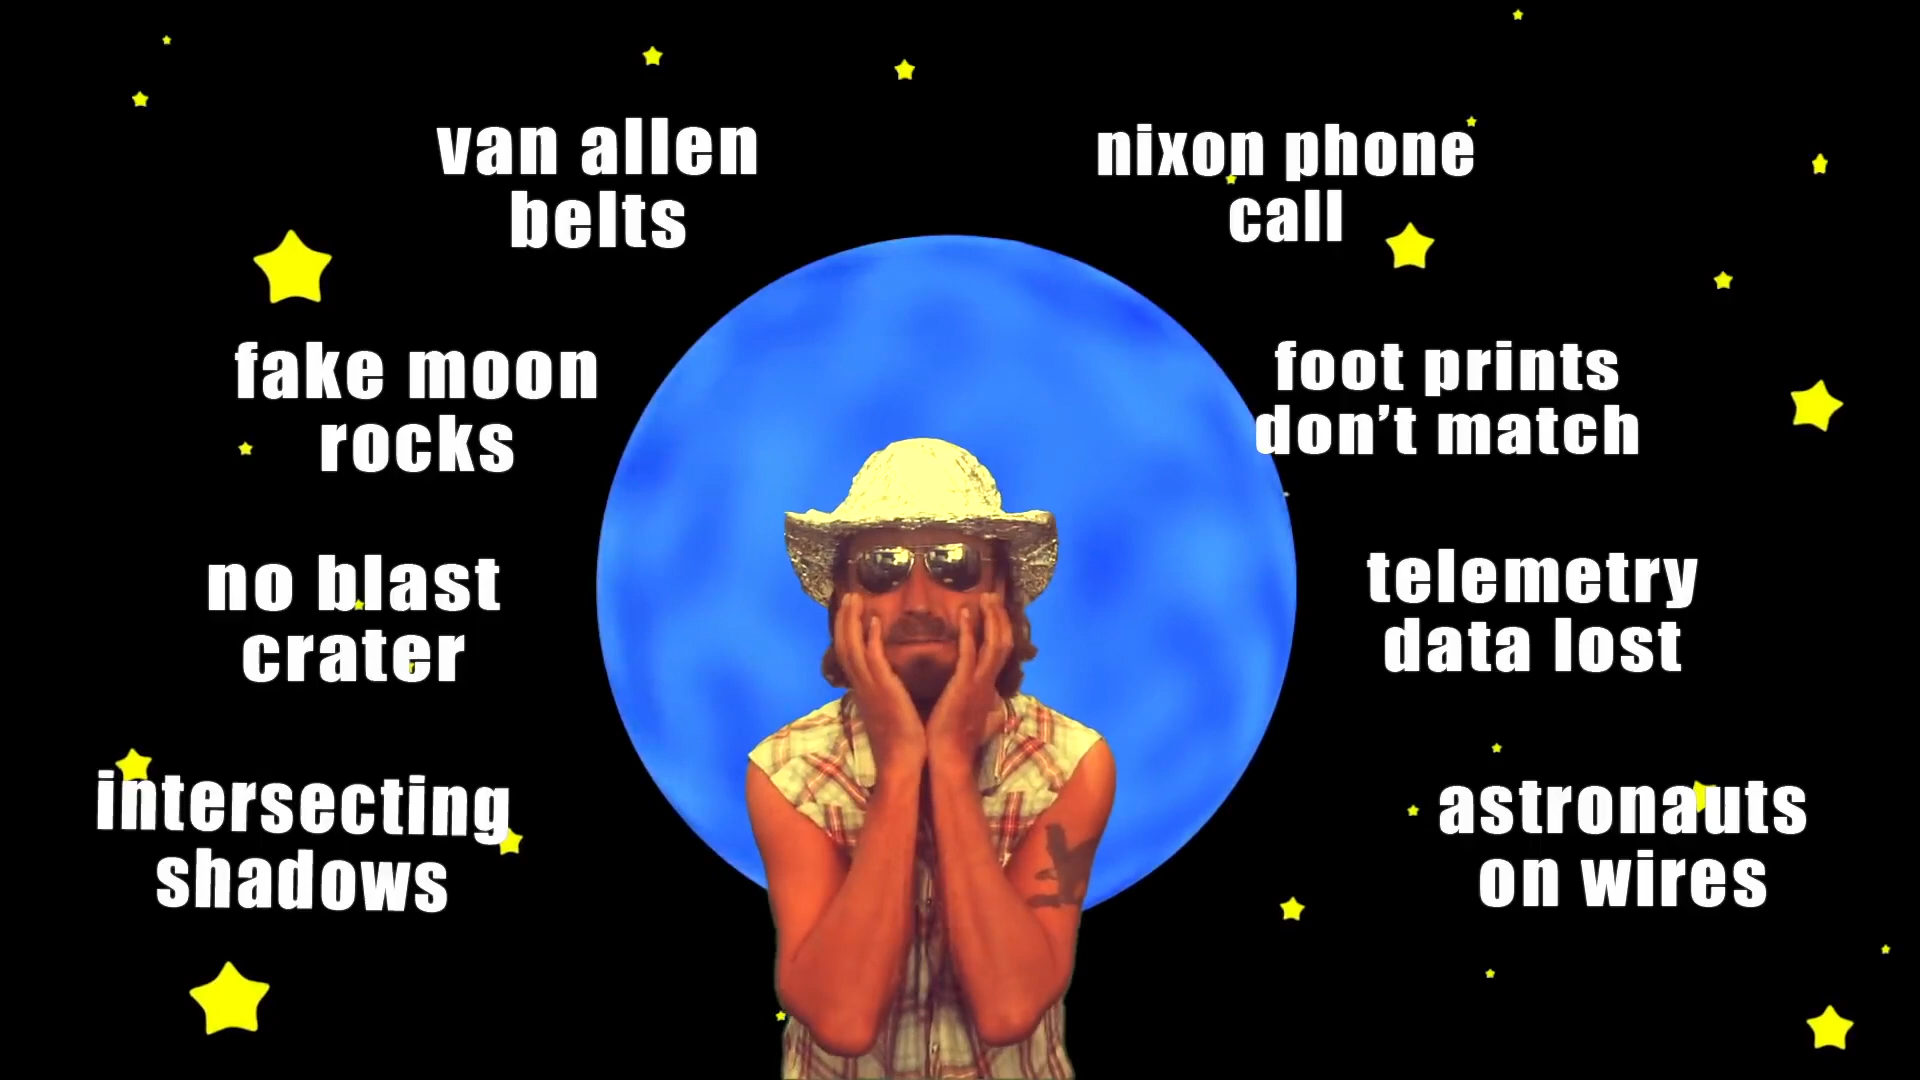 van allen
belts
nixon phone
call
fake moon
rocks
foot prints
don't match
no blast
crater
telemetry
data lost
intersecting
shadows
astronauts
on wires